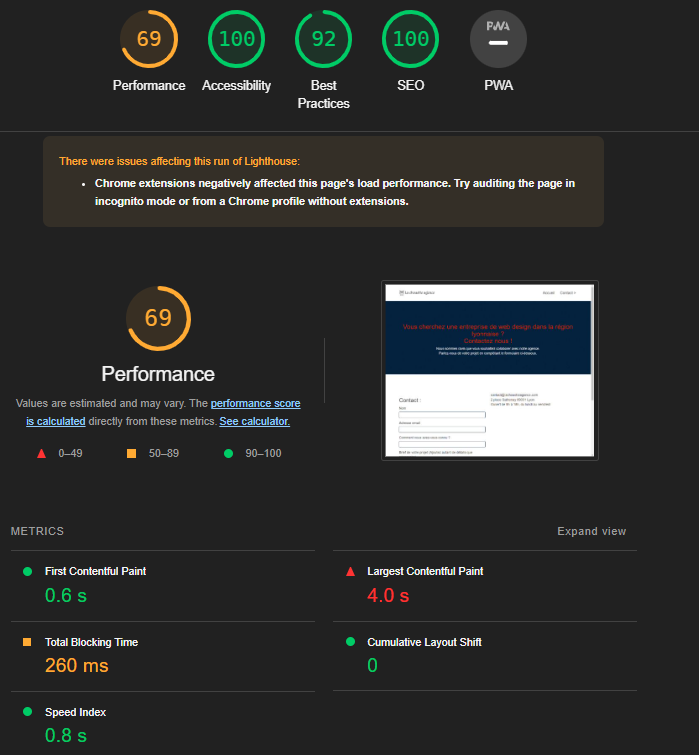 69
100
92
100
PWA
Performance
Accessibility
Best
Practices
SEO
PWA
There were issues affecting this run of Lighthouse:
• Chrome extensions negatively affected this page's load performance. Try auditing the page in
incognito mode or from a Chrome profile without extensions.
69
Performance
Values are estimated and may vary. The performance score
is calculated directly from these metrics. See calculator.
0–49
50–89
90–100
Accueil
Contact
Vous cherchez une entreprise de web design dans la région
lyonnaise ?
Contactez nous !
Contact :
Nom
Adresse email
METRICS
Expand view
First Contentful Paint
0.6 s
Largest Contentful Paint
4.0 s
Total Blocking Time
260 ms
Cumulative Layout Shift
0
Speed Index
0.8 s